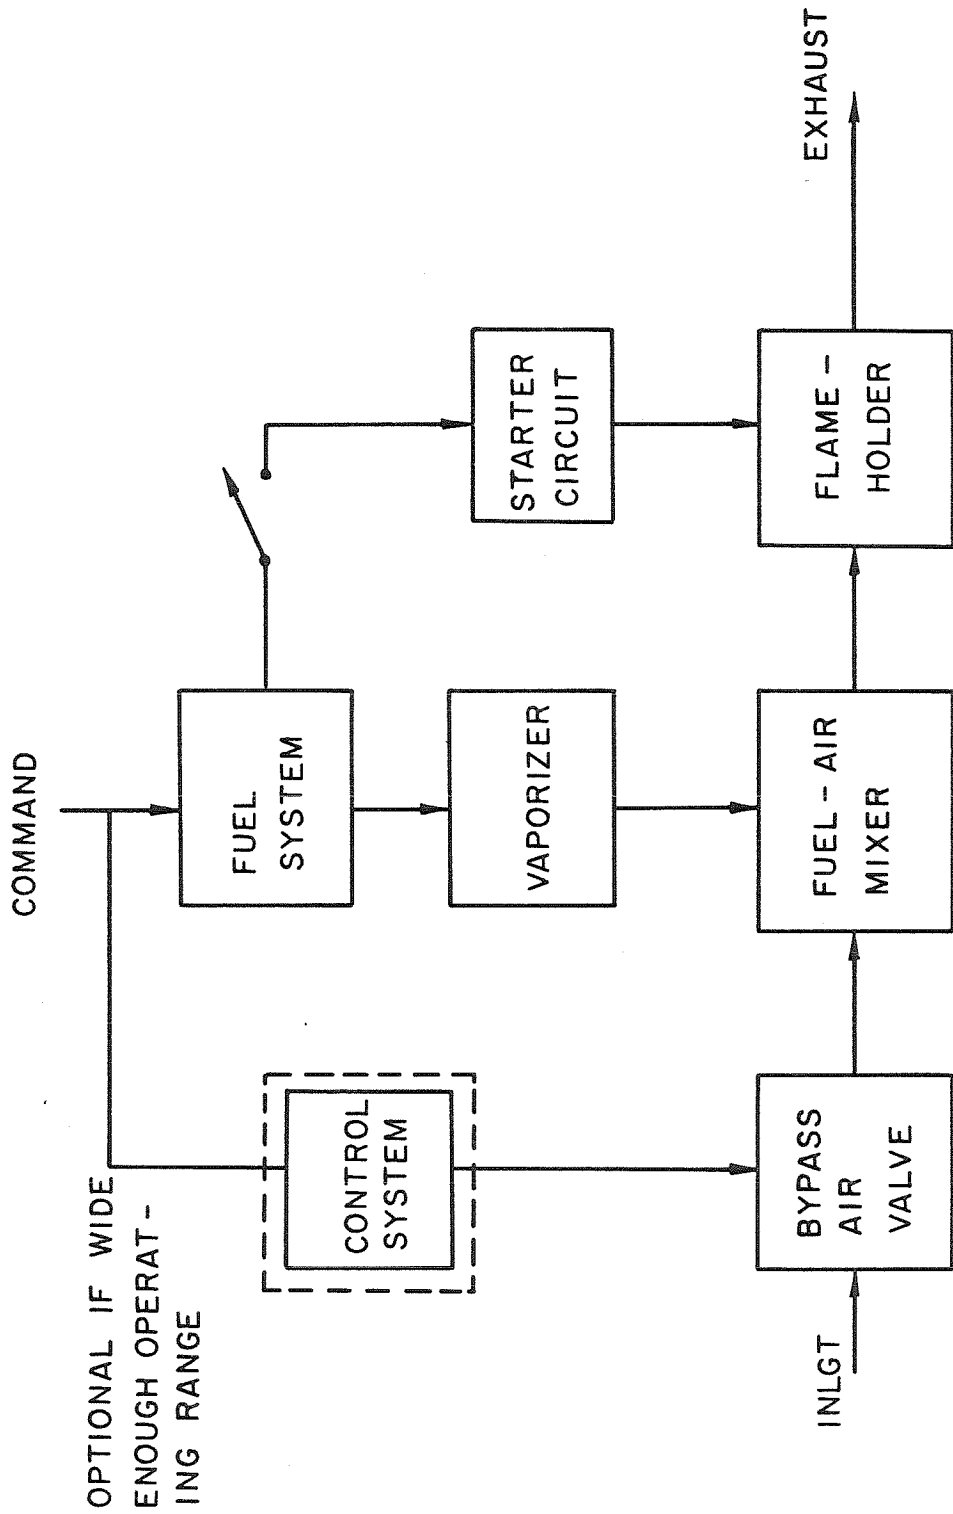 COMMAND
OPTIONAL IF WIDE
ENOUGH OPERAT-
ING RANGE
FUEL
SYSTEM
CONTROL
SYSTEM
VAPORIZER
STARTER
CIRCUIT
INLGT
BYPASS
AIR
VALVE
FUEL-AIR
MIXER
FLAME-
HOLDER
EXHAUST